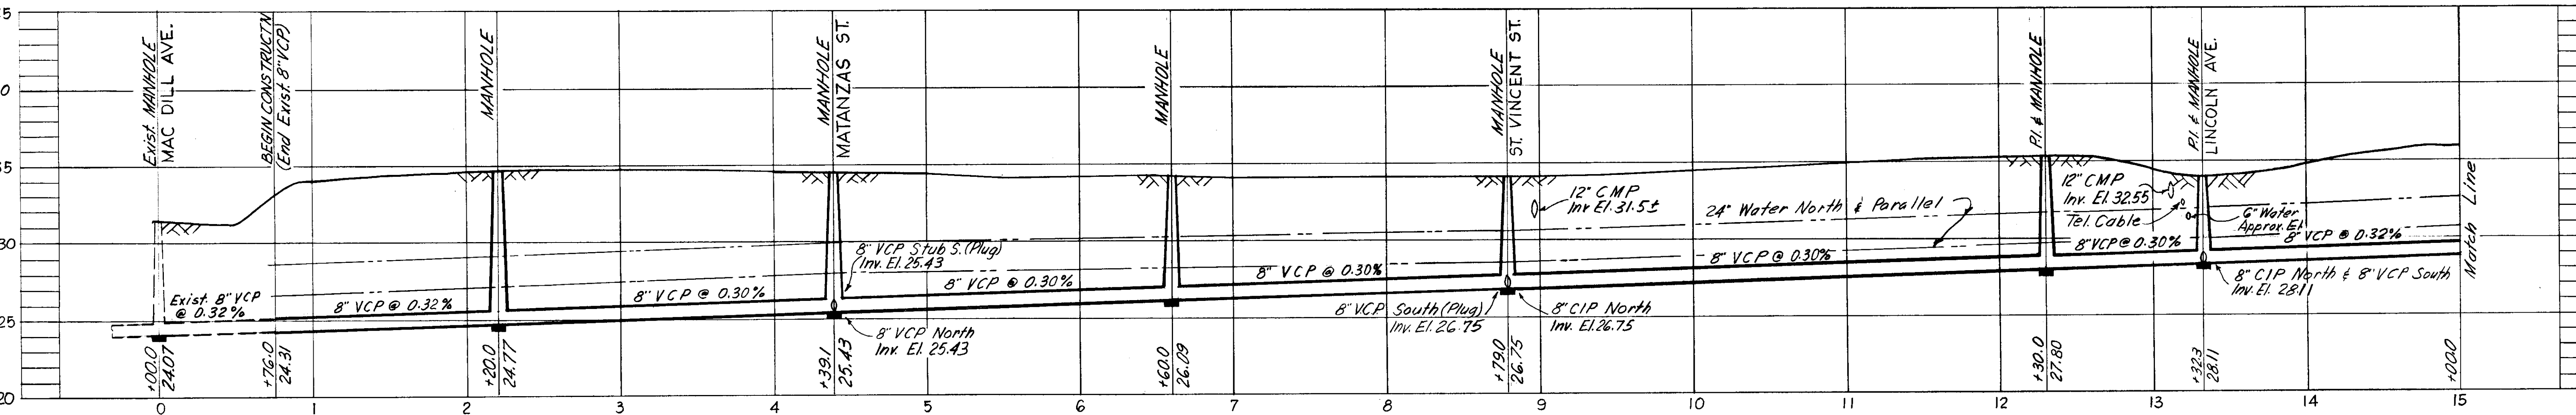 35
30
25
20
Exist. MANHOLE
MAC DILL AVE.
BEGIN CONSTRUCTN
(End Exist. 8" VCP)
MANHOLE
MANHOLE
MATANZAS ST.
MANHOLE
MANHOLE
ST. VINCENT ST.
P.I. & MANHOLE
P.I. & MANHOLE
LINCOLN AVE.
12" CMP
Inv. El. 31.5±
24" Water North & Parallel
12" CMP
Inv. El. 32.55
Tel. Cable
6" Water
Approx. El.
Match Line
8" VCP Stub S. (Plug)
Inv. El. 25.43
Exist. 8" VCP
@ 0.32%
8" VCP @ 0.32%
8" VCP @ 0.30%
8" VCP @ 0.30%
8" VCP @ 0.30%
8" VCP @ 0.30%
8" VCP @ 0.30%
8" VCP @ 0.32%
8" VCP North
Inv. El. 25.43
8" VCP South (Plug)
Inv. El. 26.75
8" CIP North
Inv. El. 26.75
8" CIP North & 8" VCP South
Inv. El. 28.11
+00.0
24.07
+76.0
24.31
+20.0
24.77
+39.1
25.43
+60.0
26.09
+79.0
26.75
+30.0
27.80
+32.3
28.11
+00.0
0 1 2 3 4 5 6 7 8 9 10 11 12 13 14 15